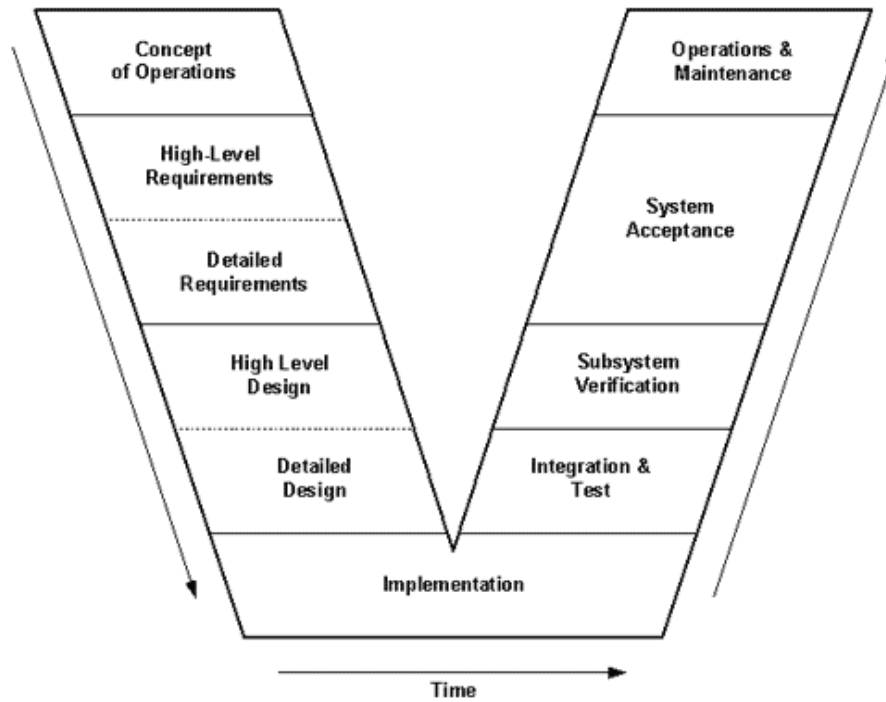 Concept
of Operations
High-Level
Requirements
Detailed
Requirements
High Level
Design
Detailed
Design
Implementation
Integration &
Test
Subsystem
Verification
System
Acceptance
Operations &
Maintenance
Time